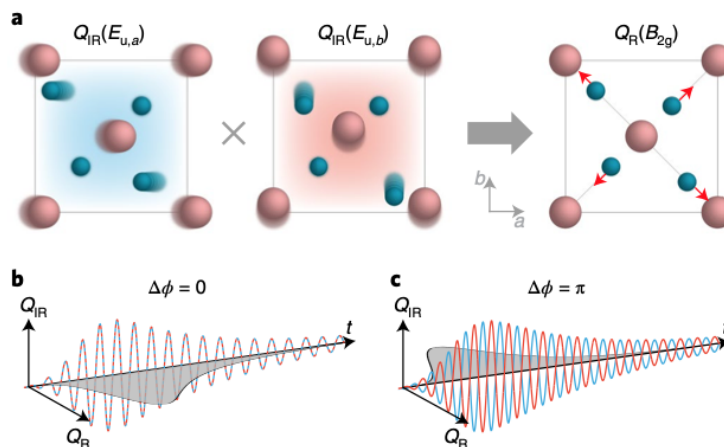 a
Q_IR(E_u,a)
Q_IR(E_u,b)
Q_R(B_2g)
b
a
b
Δϕ = 0
c
Δϕ = π
Q_IR
t
Q_R
Q_IR
Q_R